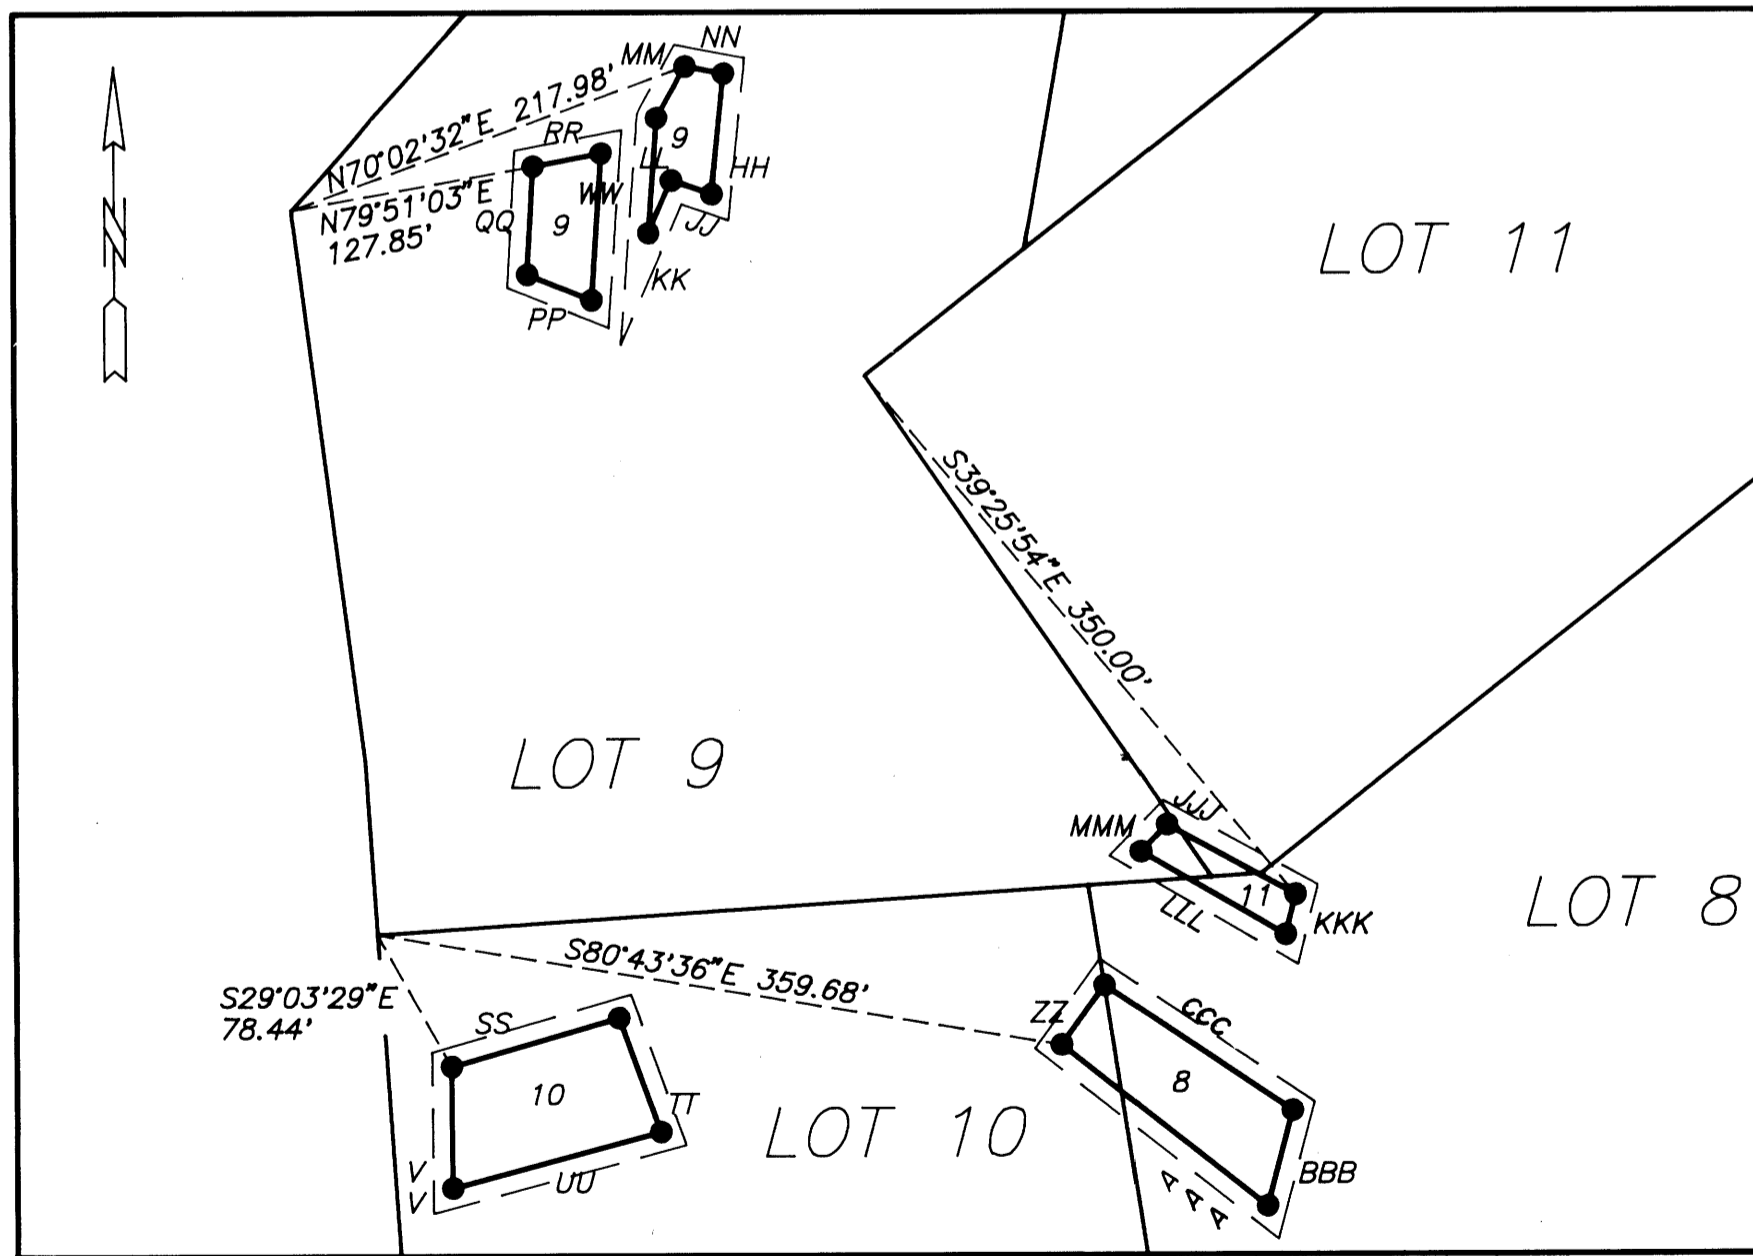 NN
MM
N70°02'32"E 217.98'
RR
9
LL
HH
N
WW
N79°51'03"E
127.85'
QQ
9
JJ
KK
PP
LOT 11
S39°25'54"E 350.00'
LOT 9
JJJ
MMM
11
LLL
KKK
LOT 8
S80°43'36"E 359.68'
S29°03'29"E
78.44'
SS
ZZ
CCC
10
8
TT
LOT 10
VV
UU
AAA
BBB